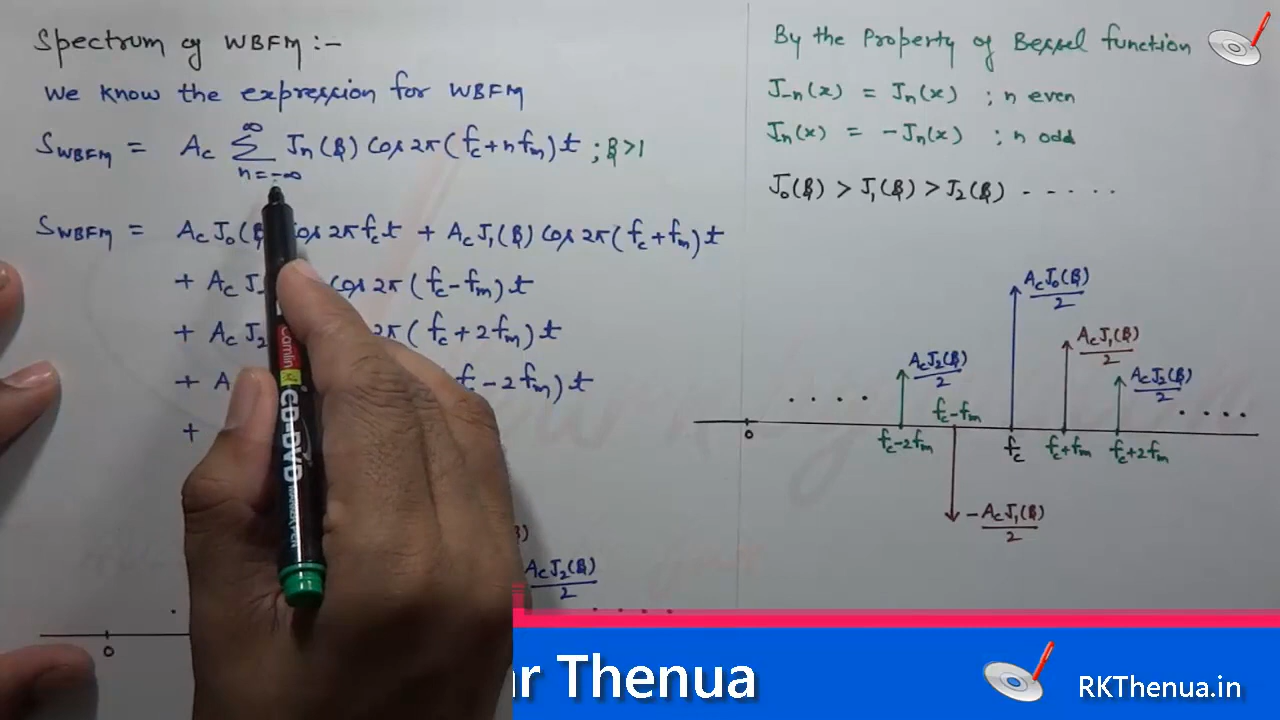 Spectrum of WBFM :-
We know the expression for WBFM
S_WBFM = A_c ∑_{n=-∞}^{∞} J_n(β) Cos 2π(f_c + n f_m)t ; β>1
S_WBFM = A_c J_0(β) Cos 2π f_c t + A_c J_1(β) Cos 2π(f_c + f_m)t
+ A_c J_ Cos 2π(f_c - f_m)t
+ A_c J_2 2π(f_c + 2f_m)t
+ A - 2f_m)t
+
A_c J_2(β)/2
. . . . .
0
By the Property of Bessel function
J_-n(x) = J_n(x) ; n even
J_n(x) = -J_n(x) ; n odd
J_0(β) > J_1(β) > J_2(β) - - - - -
A_c J_0(β)/2
A_c J_1(β)/2
A_c J_2(β)/2
A_c J_2(β)/2
. . . . .
f_c - f_m
. . . .
0
f_c - 2f_m
f_c
f_c + f_m
f_c + 2f_m
-A_c J_1(β)/2
Thenua
RKThenua.in